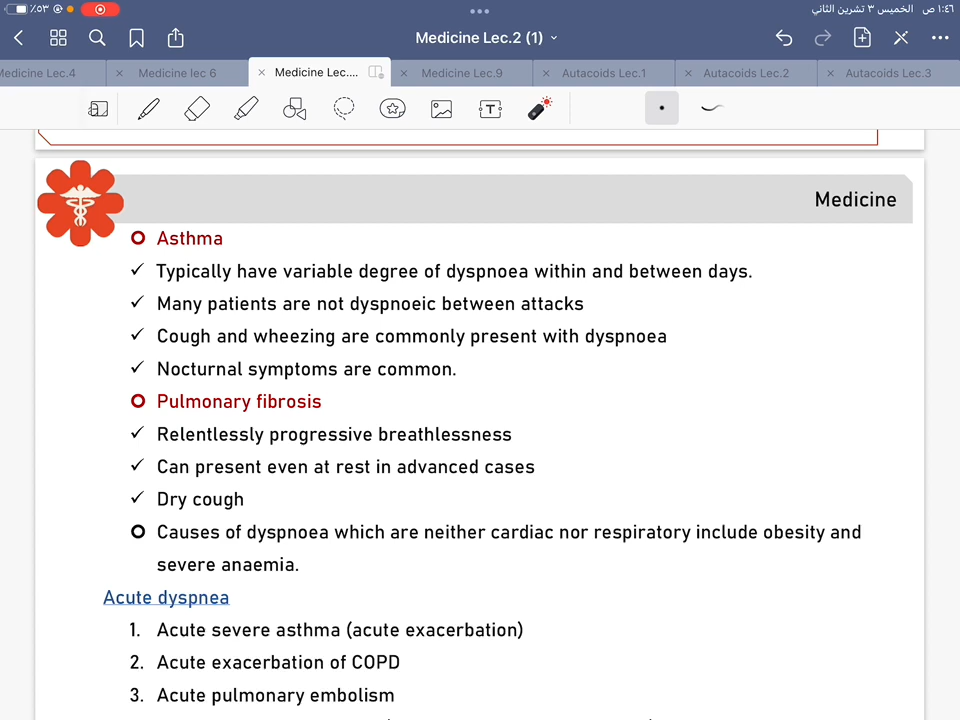 ٪٥٣
١:٤٦ ص الخميس ٣ تشرين الثاني
Medicine Lec.2 (1)
Medicine Lec.4
Medicine lec 6
Medicine Lec....
Medicine Lec.9
Autacoids Lec.1
Autacoids Lec.2
Autacoids Lec.3
T
Medicine
Asthma
✓ Typically have variable degree of dyspnoea within and between days.
✓ Many patients are not dyspnoeic between attacks
✓ Cough and wheezing are commonly present with dyspnoea
✓ Nocturnal symptoms are common.
Pulmonary fibrosis
✓ Relentlessly progressive breathlessness
✓ Can present even at rest in advanced cases
✓ Dry cough
Causes of dyspnoea which are neither cardiac nor respiratory include obesity and
severe anaemia.
Acute dyspnea
1. Acute severe asthma (acute exacerbation)
2. Acute exacerbation of COPD
3. Acute pulmonary embolism